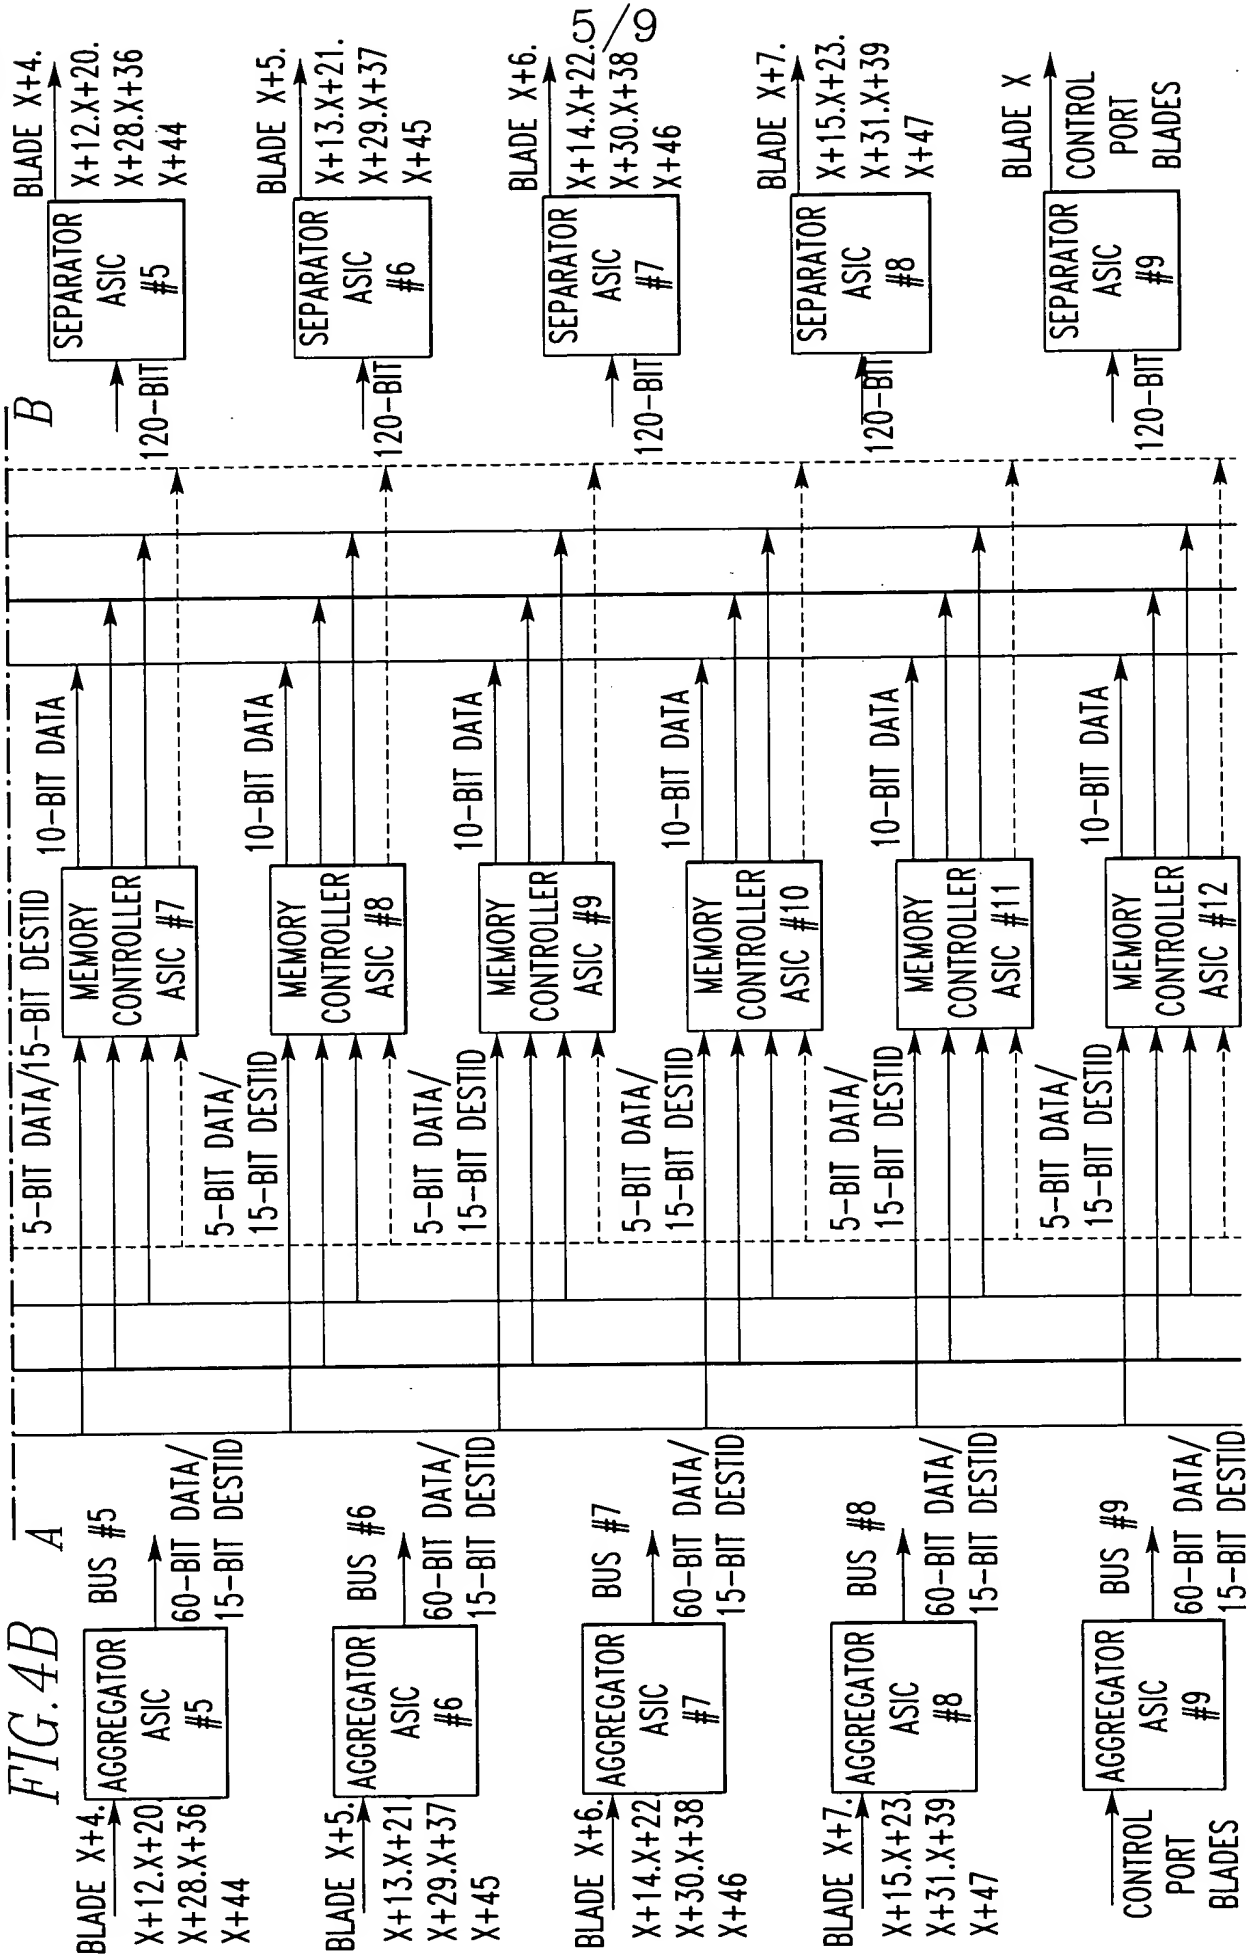 5/9
FIG.4B
A
B
BLADE X+4.
X+12.X+20.
X+28.X+36
X+44
AGGREGATOR
ASIC
#5
BUS #5
60-BIT DATA/
15-BIT DESTID
BLADE X+5.
X+13.X+21.
X+29.X+37
X+45
AGGREGATOR
ASIC
#6
BUS #6
60-BIT DATA/
15-BIT DESTID
BLADE X+6.
X+14.X+22.
X+30.X+38
X+46
AGGREGATOR
ASIC
#7
BUS #7
60-BIT DATA/
15-BIT DESTID
BLADE X+7.
X+15.X+23.
X+31.X+39
X+47
AGGREGATOR
ASIC
#8
BUS #8
60-BIT DATA/
15-BIT DESTID
CONTROL
PORT
BLADES
AGGREGATOR
ASIC
#9
BUS #9
60-BIT DATA/
15-BIT DESTID
5-BIT DATA/15-BIT DESTID
MEMORY
CONTROLLER
ASIC #7
10-BIT DATA
5-BIT DATA/
15-BIT DESTID
MEMORY
CONTROLLER
ASIC #8
10-BIT DATA
5-BIT DATA/
15-BIT DESTID
MEMORY
CONTROLLER
ASIC #9
10-BIT DATA
5-BIT DATA/
15-BIT DESTID
MEMORY
CONTROLLER
ASIC #10
10-BIT DATA
5-BIT DATA/
15-BIT DESTID
MEMORY
CONTROLLER
ASIC #11
10-BIT DATA
5-BIT DATA/
15-BIT DESTID
MEMORY
CONTROLLER
ASIC #12
10-BIT DATA
120-BIT
SEPARATOR
ASIC
#5
BLADE X+4.
X+12.X+20.
X+28.X+36
X+44
120-BIT
SEPARATOR
ASIC
#6
BLADE X+5.
X+13.X+21.
X+29.X+37
X+45
120-BIT
SEPARATOR
ASIC
#7
BLADE X+6.
X+14.X+22.
X+30.X+38
X+46
120-BIT
SEPARATOR
ASIC
#8
BLADE X+7.
X+15.X+23.
X+31.X+39
X+47
120-BIT
SEPARATOR
ASIC
#9
BLADE X
CONTROL
PORT
BLADES